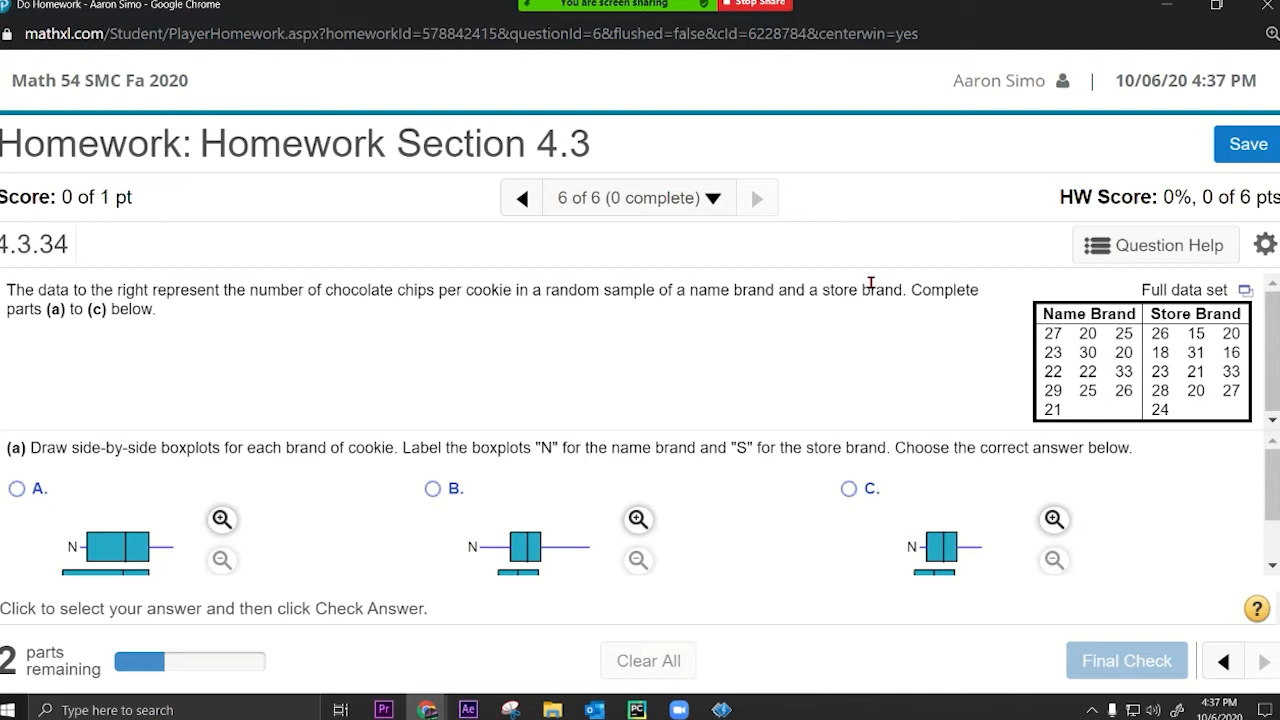 Do Homework - Aaron Simo - Google Chrome
You are screen sharing
Stop Share
mathxl.com/Student/PlayerHomework.aspx?homeworkId=578842415&questionId=6&flushed=false&cId=6228784&centerwin=yes
Math 54 SMC Fa 2020
Aaron Simo | 10/06/20 4:37 PM
Homework: Homework Section 4.3
Save
Score: 0 of 1 pt
6 of 6 (0 complete)
HW Score: 0%, 0 of 6 pts
4.3.34
Question Help
The data to the right represent the number of chocolate chips per cookie in a random sample of a name brand and a store brand. Complete
parts (a) to (c) below.
Full data set
Name Brand Store Brand
27 20 25 26 15 20
23 30 20 18 31 16
22 22 33 23 21 33
29 25 26 28 20 27
21 24
(a) Draw side-by-side boxplots for each brand of cookie. Label the boxplots "N" for the name brand and "S" for the store brand. Choose the correct answer below.
A. B. C.
N N N
Click to select your answer and then click Check Answer.
?
2 parts
remaining
Clear All
Final Check
Type here to search
Pr
Ae
PC
4:37 PM
10/6/2020